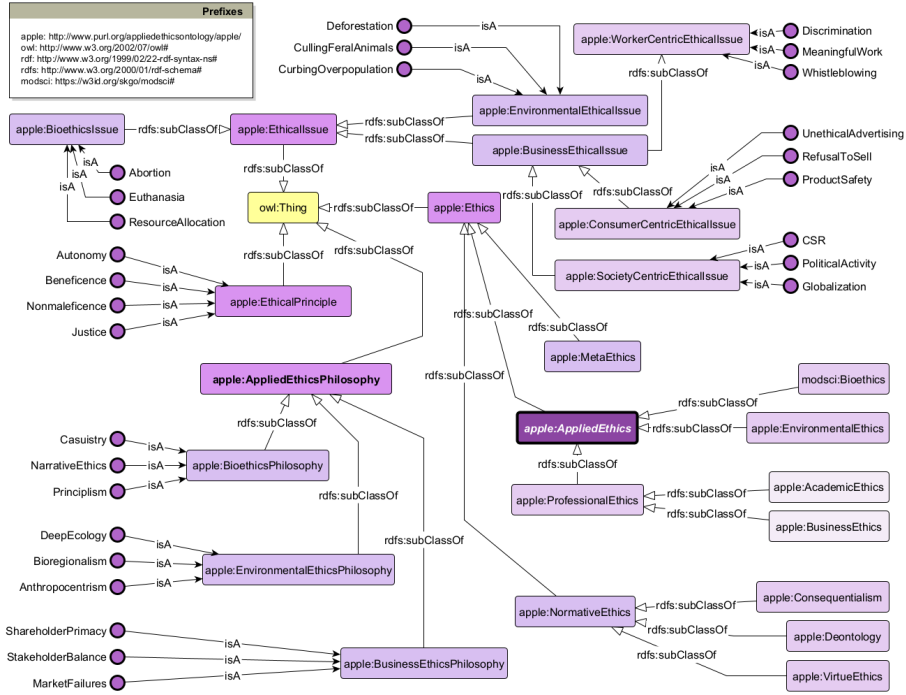 Prefixes
apple: http://www.purl.org/appliedethicsontology/apple/
owl: http://www.w3.org/2002/07/owl#
rdf: http://www.w3.org/1999/02/22-rdf-syntax-ns#
rdfs: http://www.w3.org/2000/01/rdf-schema#
modsci: https://w3id.org/skgo/modsci#
Deforestation
isA
CullingFeralAnimals
isA
CurbingOverpopulation
isA
apple:WorkerCentricEthicalIssue
isA
Discrimination
isA
MeaningfulWork
isA
Whistleblowing
rdfs:subClassOf
apple:EnvironmentalEthicalIssue
apple:BioethicsIssue
rdfs:subClassOf
apple:EthicalIssue
rdfs:subClassOf
rdfs:subClassOf
apple:BusinessEthicalIssue
UnethicalAdvertising
isA
RefusalToSell
isA
ProductSafety
isA
isA
Abortion
isA
Euthanasia
isA
ResourceAllocation
rdfs:subClassOf
rdfs:subClassOf
rdfs:subClassOf
owl:Thing
rdfs:subClassOf
apple:Ethics
apple:ConsumerCentricEthicalIssue
CSR
isA
PoliticalActivity
isA
Globalization
isA
apple:SocietyCentricEthicalIssue
Autonomy
isA
Beneficence
isA
Nonmaleficence
isA
Justice
isA
rdfs:subClassOf
rdfs:subClassOf
apple:EthicalPrinciple
rdfs:subClassOf
rdfs:subClassOf
apple:MetaEthics
rdfs:subClassOf
apple:AppliedEthicsPhilosophy
modsci:Bioethics
rdfs:subClassOf
apple:AppliedEthics
rdfs:subClassOf
apple:EnvironmentalEthics
rdfs:subClassOf
Casuistry
isA
NarrativeEthics
isA
Principlism
isA
apple:BioethicsPhilosophy
rdfs:subClassOf
rdfs:subClassOf
apple:ProfessionalEthics
rdfs:subClassOf
apple:AcademicEthics
rdfs:subClassOf
apple:BusinessEthics
rdfs:subClassOf
DeepEcology
isA
Bioregionalism
isA
Anthropocentrism
isA
apple:EnvironmentalEthicsPhilosophy
rdfs:subClassOf
apple:NormativeEthics
rdfs:subClassOf
apple:Consequentialism
rdfs:subClassOf
apple:Deontology
rdfs:subClassOf
apple:VirtueEthics
ShareholderPrimacy
isA
StakeholderBalance
isA
MarketFailures
isA
apple:BusinessEthicsPhilosophy